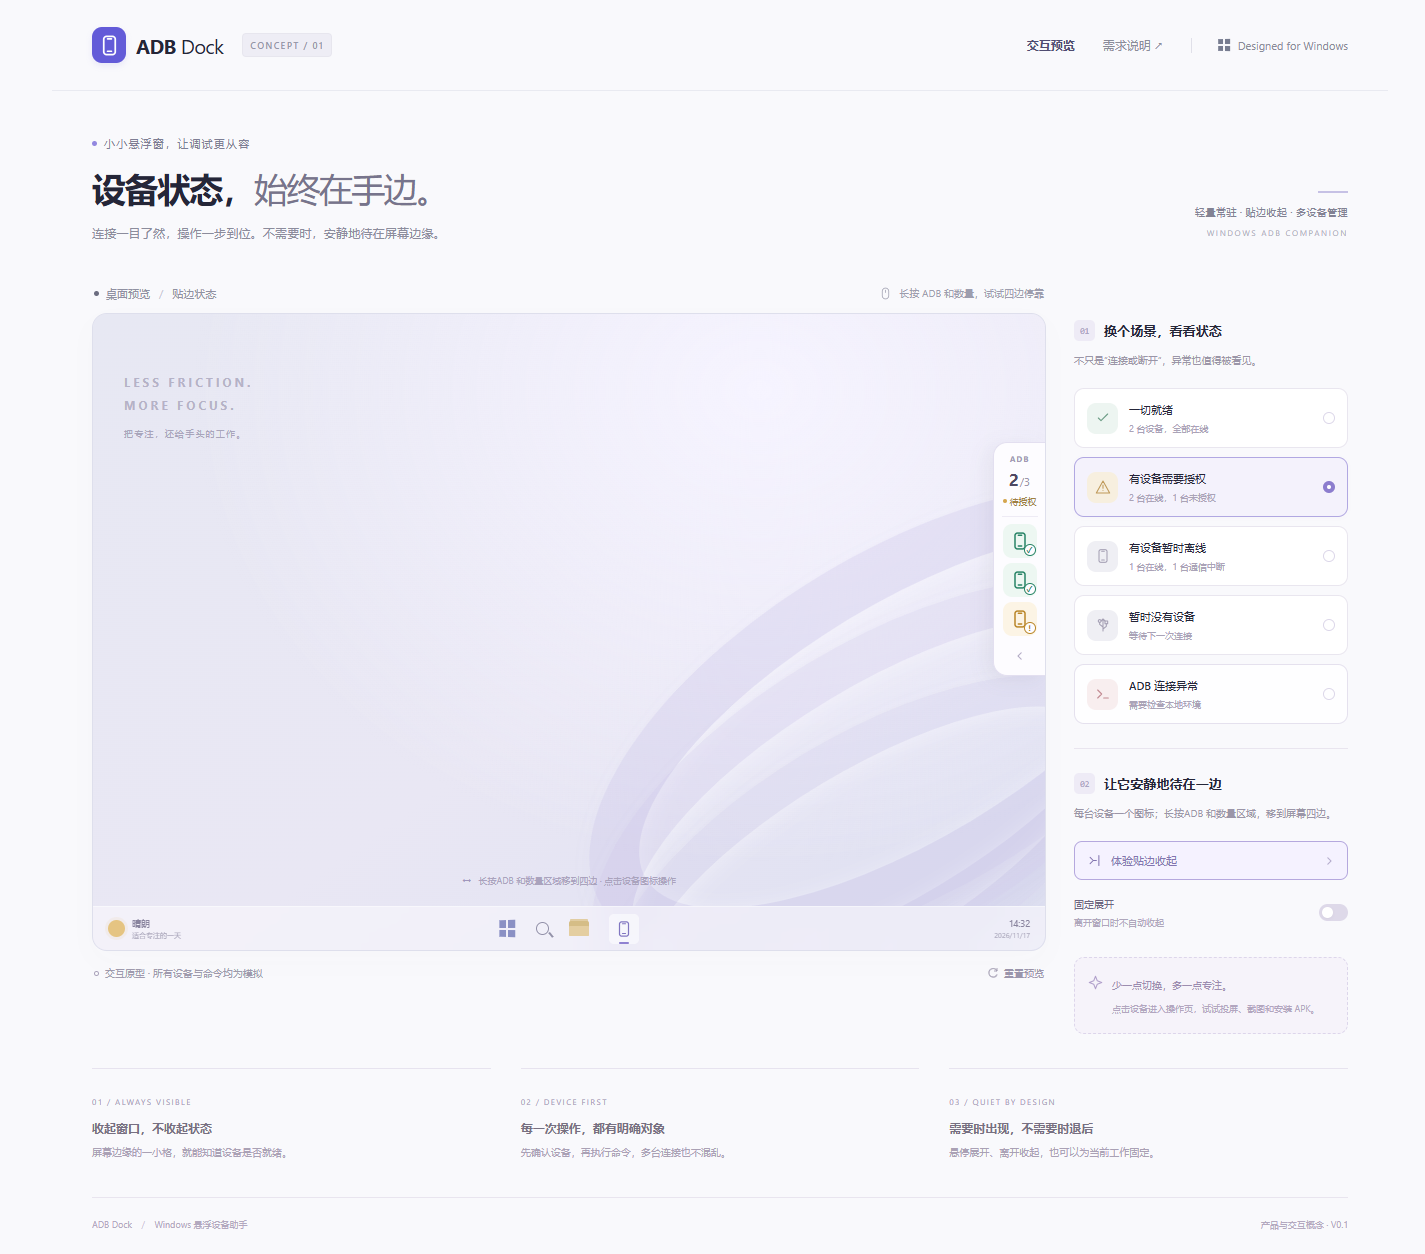 ADB Dock
CONCEPT / 01
交互预览
需求说明 ↗
Designed for Windows
小小悬浮窗，让调试更从容
设备状态，始终在手边。
连接一目了然，操作一步到位。不需要时，安静地待在屏幕边缘。
轻量常驻 · 贴边收起 · 多设备管理
WINDOWS ADB COMPANION
桌面预览 / 贴边状态
长按 ADB 和数量，试试四边停靠
LESS FRICTION.
MORE FOCUS.
把专注，还给手头的工作。
ADB
2/3
待授权
长按ADB 和数量区域移到四边 · 点击设备图标操作
晴朗
适合专注的一天
14:32
2026/11/17
交互原型 · 所有设备与命令均为模拟
重置预览
01 换个场景，看看状态
不只是“连接或断开”，异常也值得被看见。
一切就绪
2 台设备，全部在线
有设备需要授权
2 台在线，1 台未授权
有设备暂时离线
1 台在线，1 台通信中断
暂时没有设备
等待下一次连接
ADB 连接异常
需要检查本地环境
02 让它安静地待在一边
每台设备一个图标；长按ADB 和数量区域，移到屏幕四边。
体验贴边收起
固定展开
离开窗口时不自动收起
少一点切换，多一点专注。
点击设备进入操作页，试试投屏、截图和安装 APK。
01 / ALWAYS VISIBLE
收起窗口，不收起状态
屏幕边缘的一小格，就能知道设备是否就绪。
02 / DEVICE FIRST
每一次操作，都有明确对象
先确认设备，再执行命令，多台连接也不混乱。
03 / QUIET BY DESIGN
需要时出现，不需要时退后
悬停展开、离开收起，也可以为当前工作固定。
ADB Dock / Windows 悬浮设备助手
产品与交互概念 · V0.1